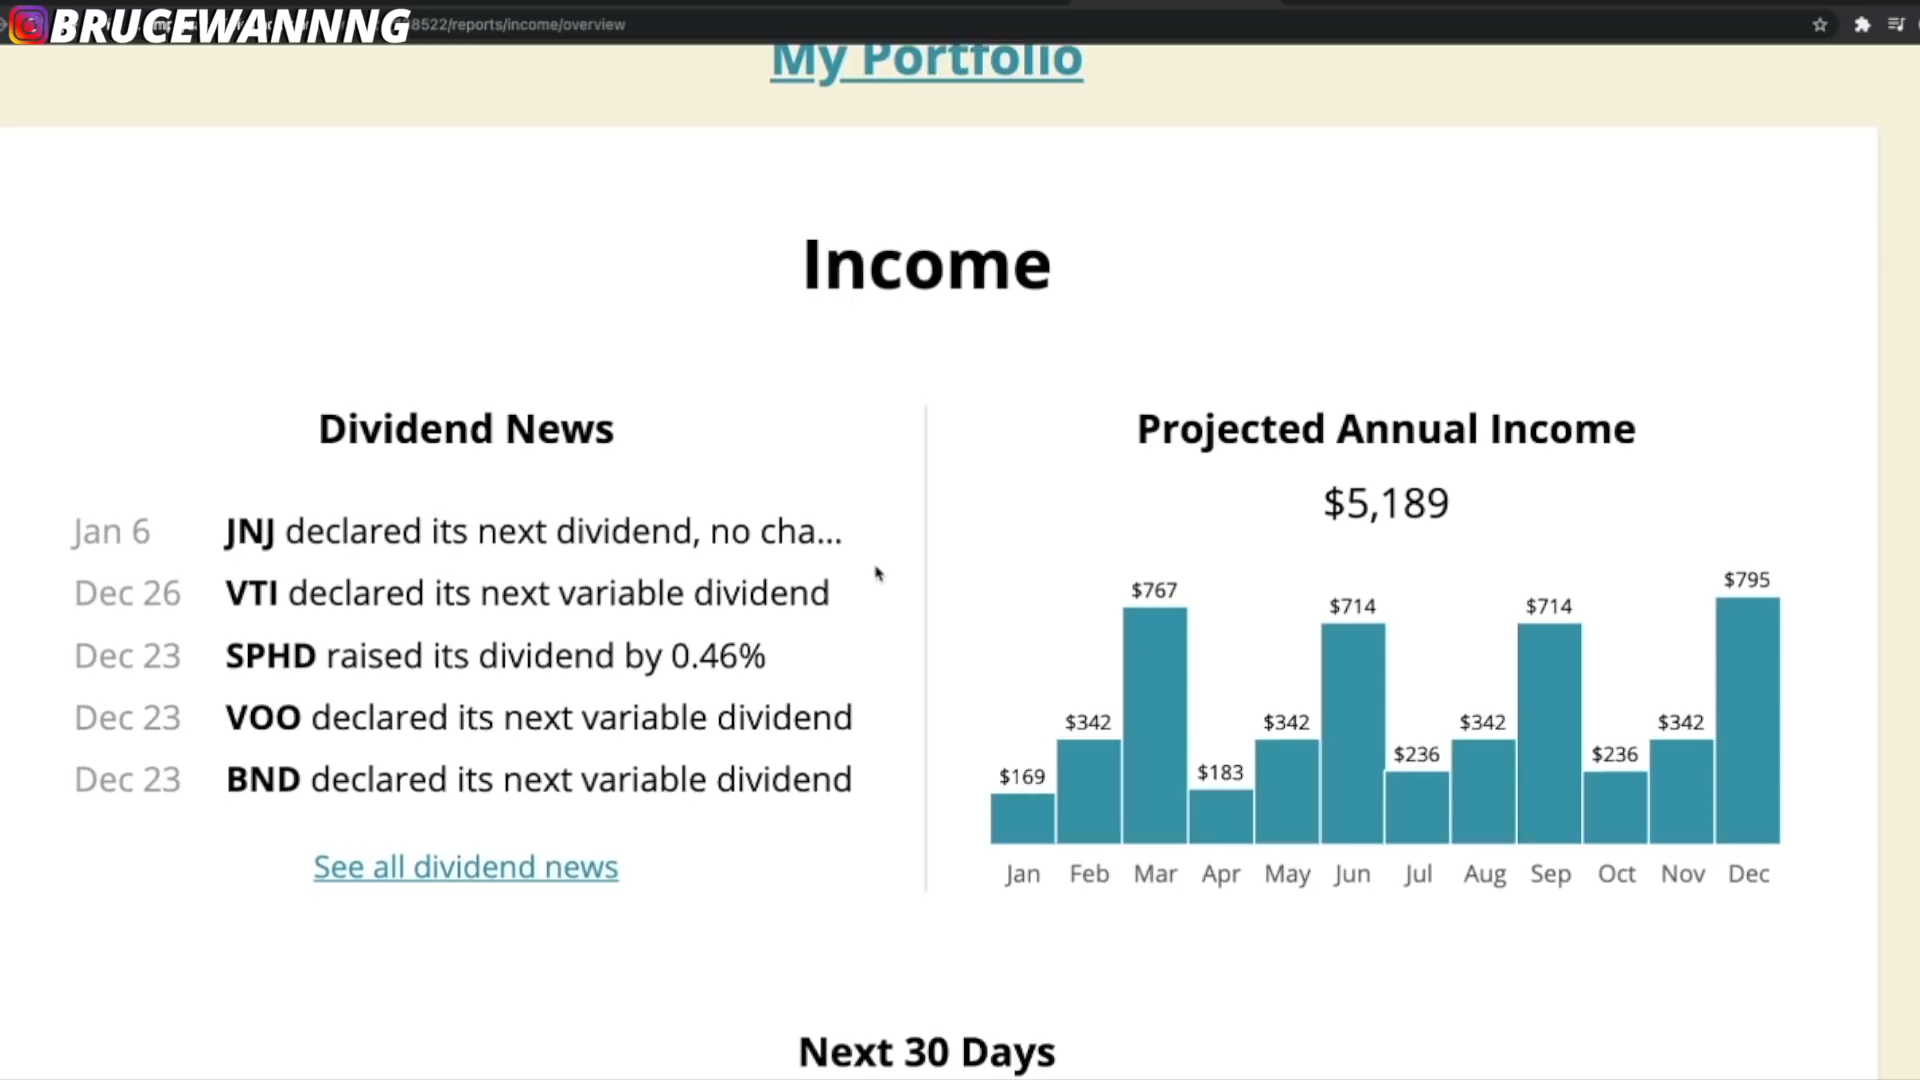 BRUCEWANNNG
8522/reports/income/overview
My Portfolio
Income
Dividend News
Jan 6 JNJ declared its next dividend, no cha...
Dec 26 VTI declared its next variable dividend
Dec 23 SPHD raised its dividend by 0.46%
Dec 23 VOO declared its next variable dividend
Dec 23 BND declared its next variable dividend
See all dividend news
Projected Annual Income
$5,189
$169 $342 $767 $183 $342 $714 $236 $342 $714 $236 $342 $795
Jan Feb Mar Apr May Jun Jul Aug Sep Oct Nov Dec
Next 30 Days